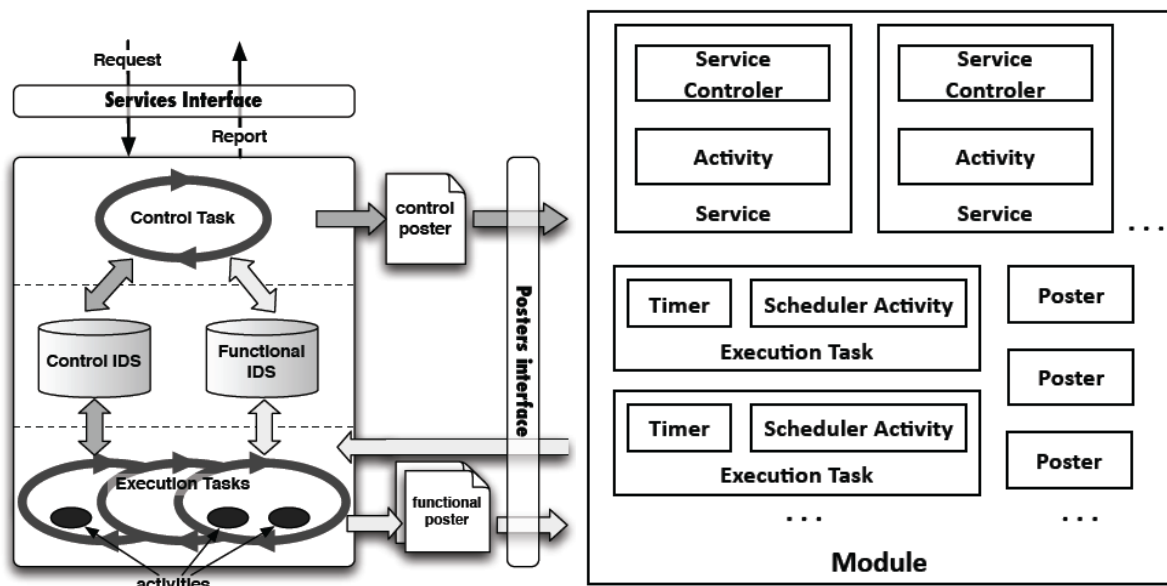 Request
Services Interface
Report
Control Task
control
poster
Control IDS
Functional
IDS
Posters interface
Execution Tasks
functional
poster
activities
Service
Controler
Activity
Service
Service
Controler
Activity
Service
...
Timer
Scheduler Activity
Execution Task
Timer
Scheduler Activity
Execution Task
...
Poster
Poster
Poster
...
Module